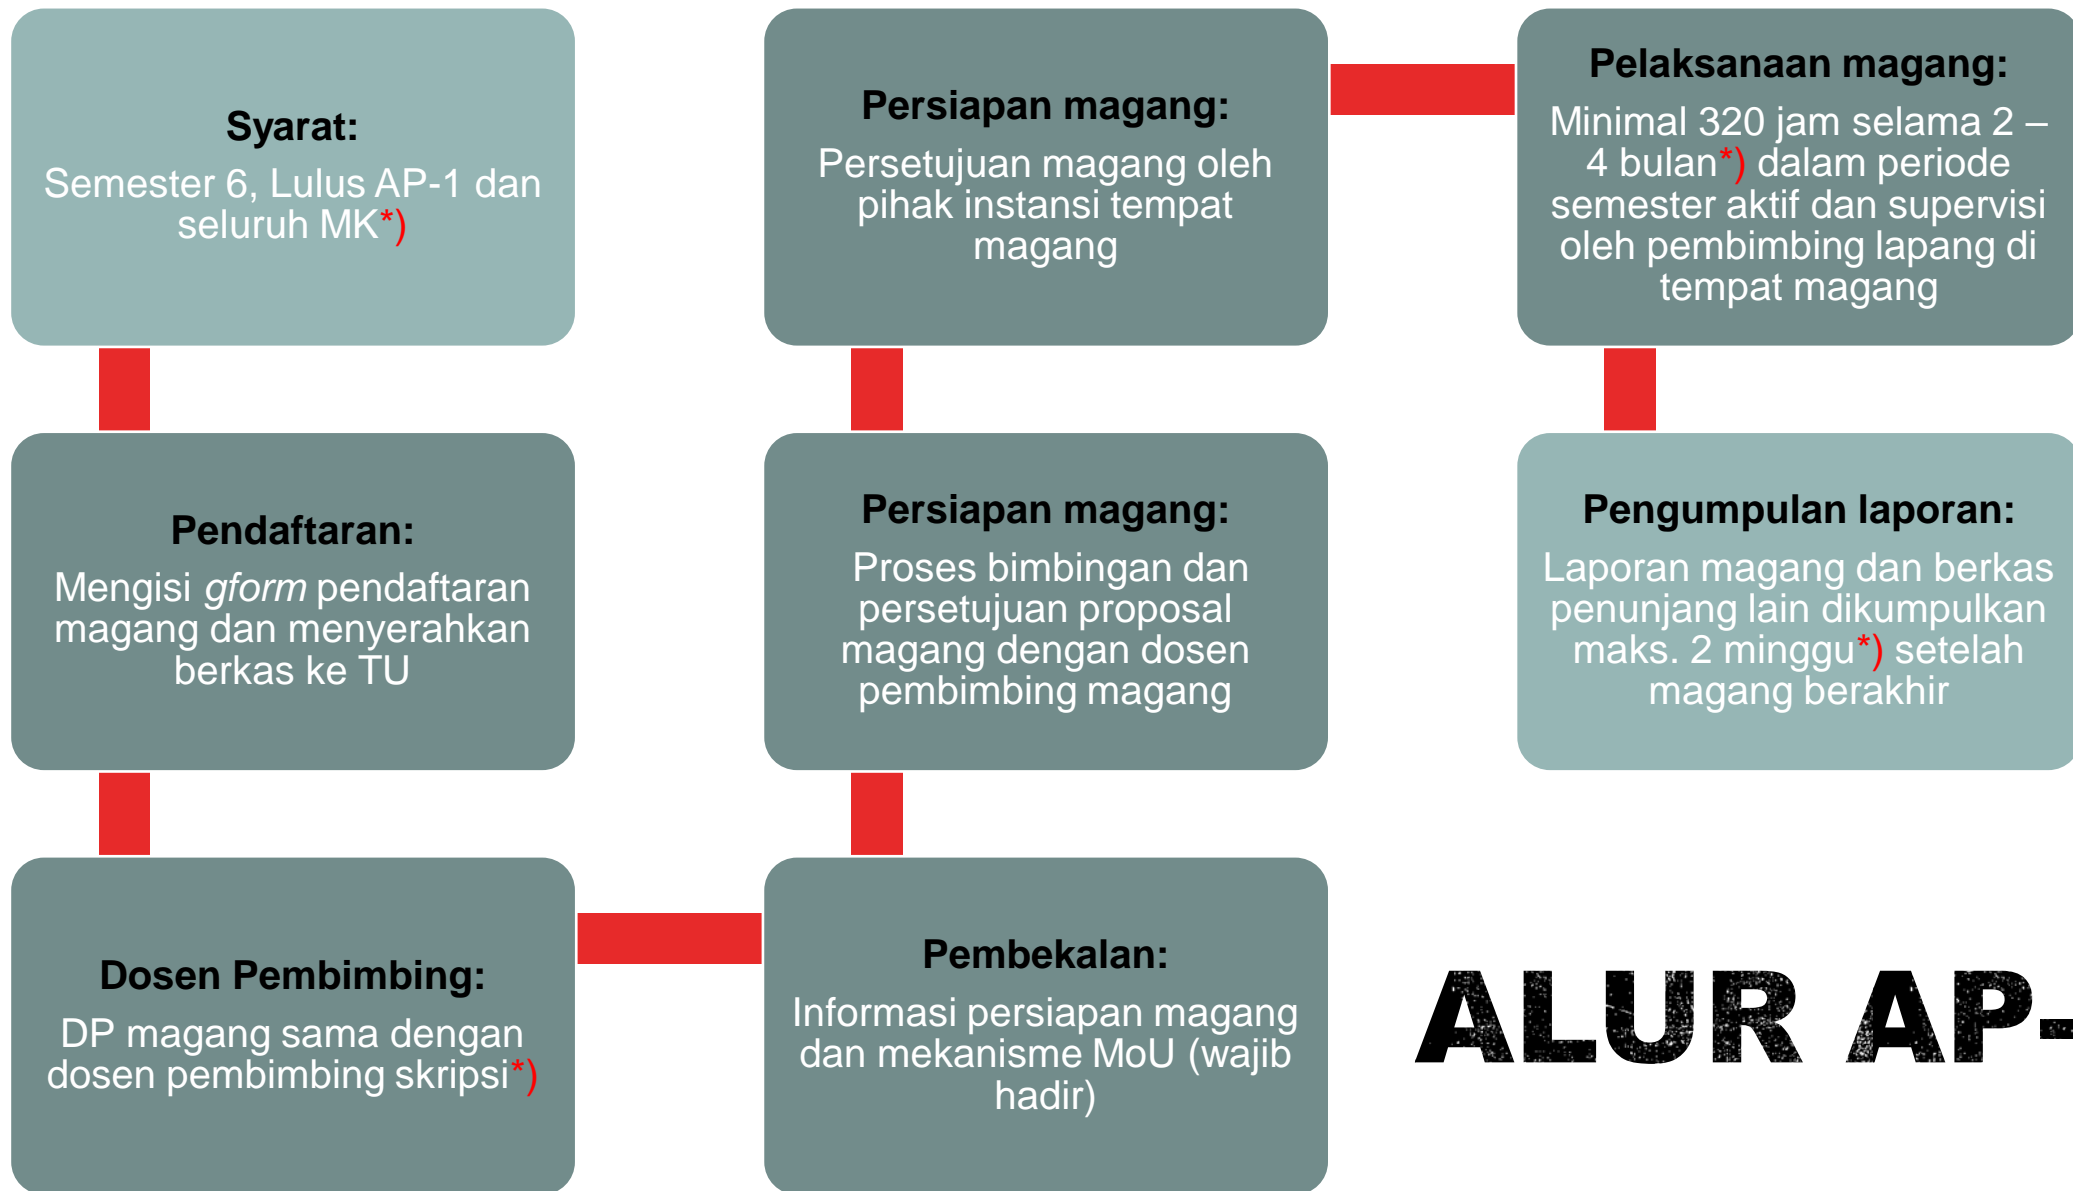 Syarat:
Semester 6, Lulus AP-1 dan
seluruh MK*)
Pendaftaran:
Mengisi gform pendaftaran
magang dan menyerahkan
berkas ke TU
Dosen Pembimbing:
DP magang sama dengan
dosen pembimbing skripsi*)
Pembekalan:
Informasi persiapan magang
dan mekanisme MoU (wajib
hadir)
Persiapan magang:
Proses bimbingan dan
persetujuan proposal
magang dengan dosen
pembimbing magang
Persiapan magang:
Persetujuan magang oleh
pihak instansi tempat
magang
Pelaksanaan magang:
Minimal 320 jam selama 2 –
4 bulan*) dalam periode
semester aktif dan supervisi
oleh pembimbing lapang di
tempat magang
Pengumpulan laporan:
Laporan magang dan berkas
penunjang lain dikumpulkan
maks. 2 minggu*) setelah
magang berakhir
ALUR AP-